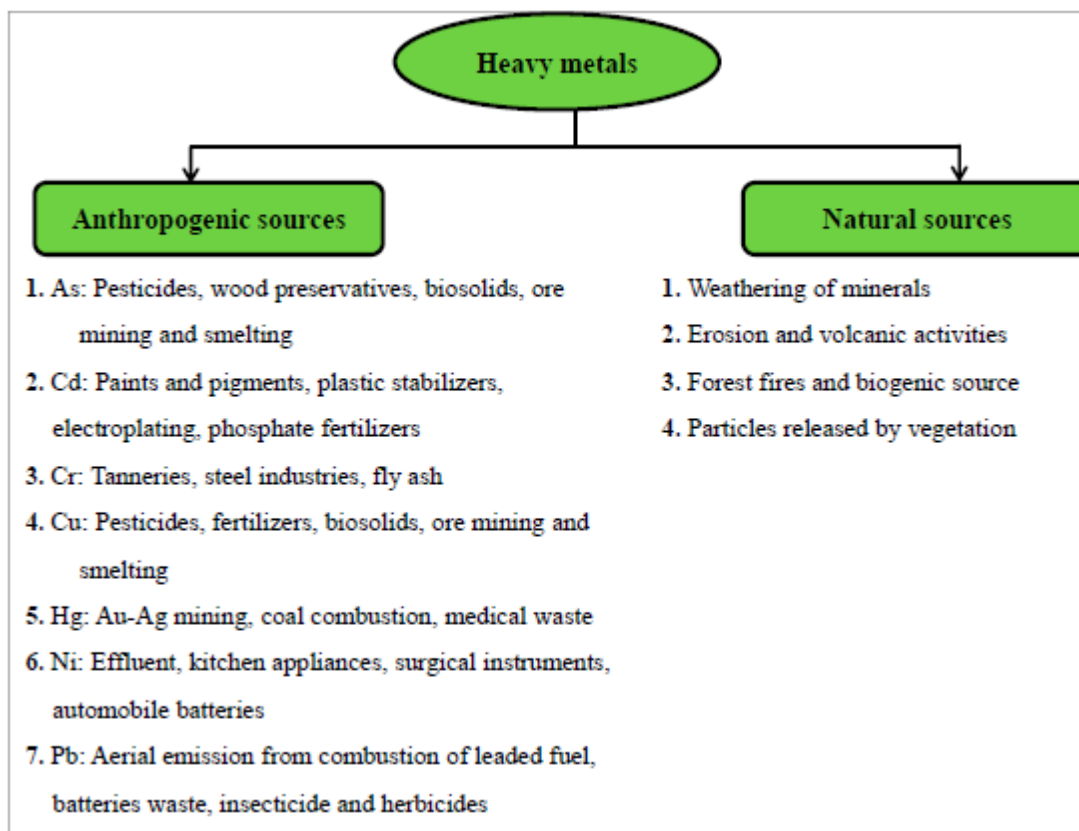 Heavy metals
Anthropogenic sources
1. As: Pesticides, wood preservatives, biosolids, ore
mining and smelting
2. Cd: Paints and pigments, plastic stabilizers,
electroplating, phosphate fertilizers
3. Cr: Tanneries, steel industries, fly ash
4. Cu: Pesticides, fertilizers, biosolids, ore mining and
smelting
5. Hg: Au-Ag mining, coal combustion, medical waste
6. Ni: Effluent, kitchen appliances, surgical instruments,
automobile batteries
7. Pb: Aerial emission from combustion of leaded fuel,
batteries waste, insecticide and herbicides
Natural sources
1. Weathering of minerals
2. Erosion and volcanic activities
3. Forest fires and biogenic source
4. Particles released by vegetation